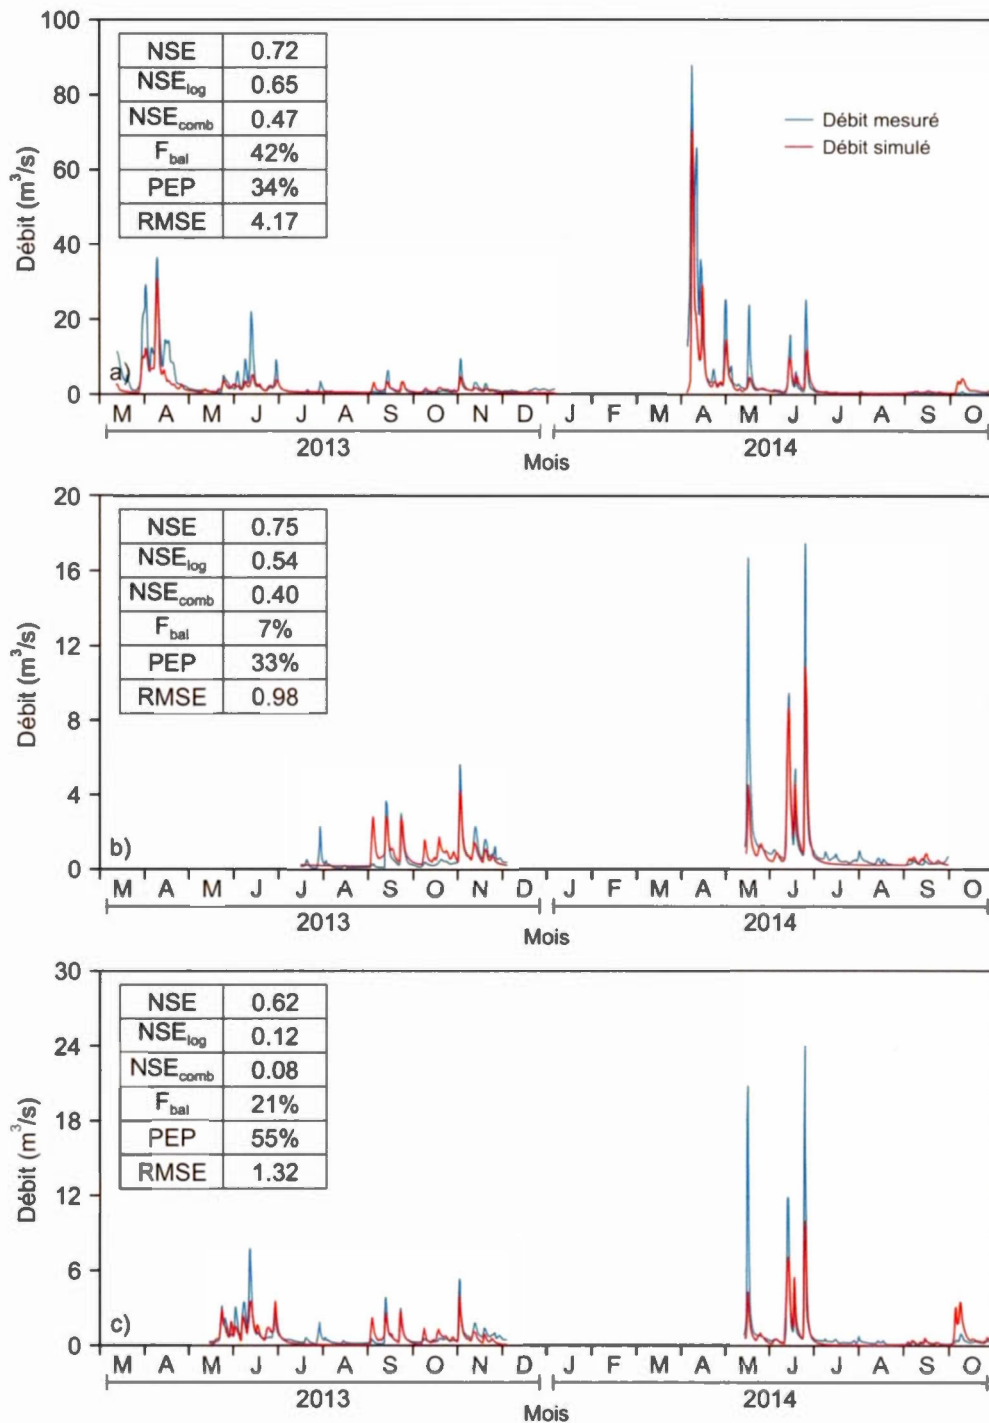 100
80
60
40
20
0
Débit (m³/s)
NSE 0.72
NSElog 0.65
NSEcomb 0.47
Fbal 42%
PEP 34%
RMSE 4.17
Débit mesuré
Débit simulé
a)
M A M J J A S O N D J F M A M J J A S O
2013 2014
Mois
20
16
12
8
4
0
Débit (m³/s)
NSE 0.75
NSElog 0.54
NSEcomb 0.40
Fbal 7%
PEP 33%
RMSE 0.98
b)
M A M J J A S O N D J F M A M J J A S O
2013 2014
Mois
30
24
18
12
6
0
Débit (m³/s)
NSE 0.62
NSElog 0.12
NSEcomb 0.08
Fbal 21%
PEP 55%
RMSE 1.32
c)
M A M J J A S O N D J F M A M J J A S O
2013 2014
Mois